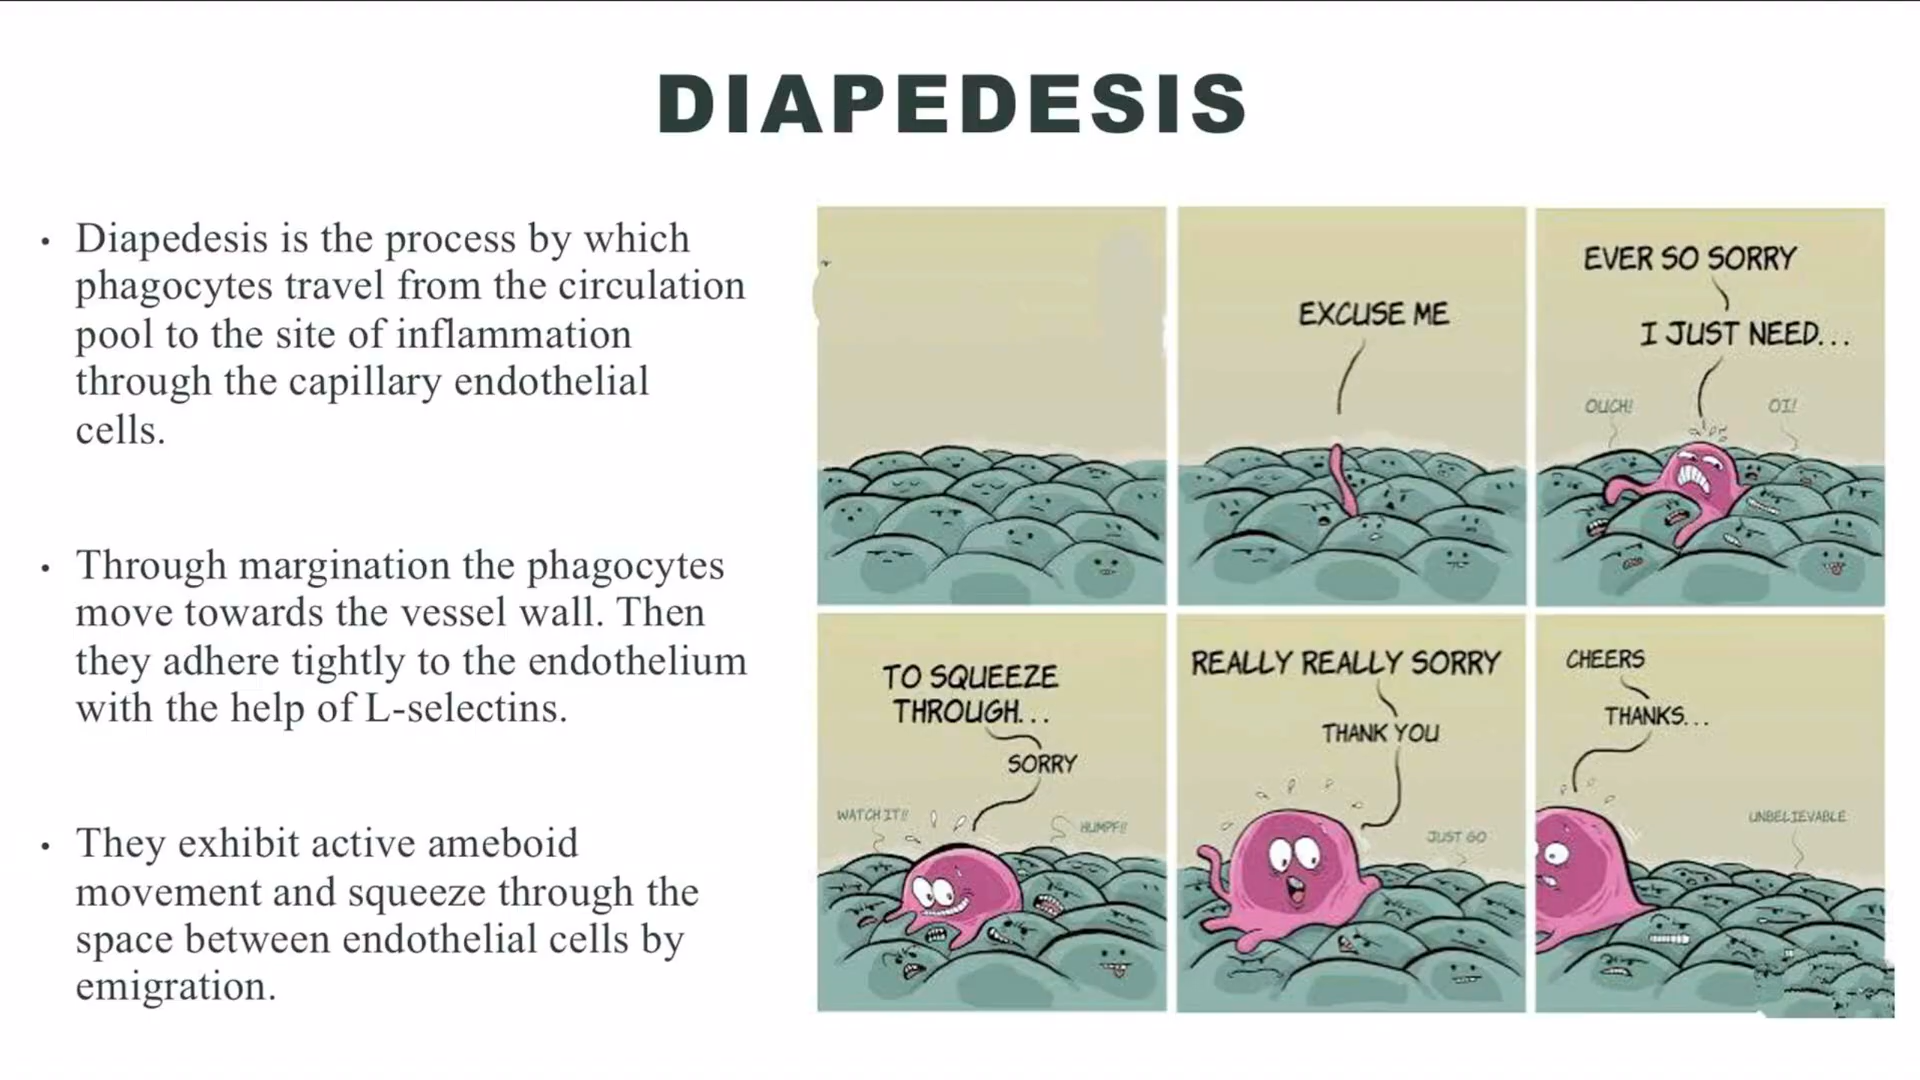 DIAPEDESIS
• Diapedesis is the process by which
phagocytes travel from the circulation
pool to the site of inflammation
through the capillary endothelial
cells.
• Through margination the phagocytes
move towards the vessel wall. Then
they adhere tightly to the endothelium
with the help of L-selectins.
• They exhibit active ameboid
movement and squeeze through the
space between endothelial cells by
emigration.
EXCUSE ME
EVER SO SORRY
I JUST NEED...
OUCH!
OI!
TO SQUEEZE
THROUGH...
SORRY
WATCH IT!!
HUMPF!!
REALLY REALLY SORRY
THANK YOU
JUST GO
CHEERS
THANKS...
UNBELIEVABLE